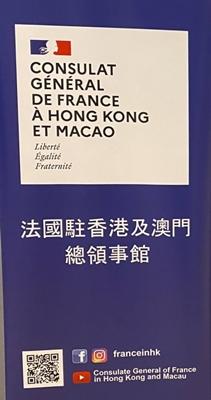 CONSULAT
GÉNÉRAL
DE FRANCE
À HONG KONG
ET MACAO
Liberté
Égalité
Fraternité
法國駐香港及澳門
總領事館
franceinhk
Consulate General of France
in Hong Kong and Macau